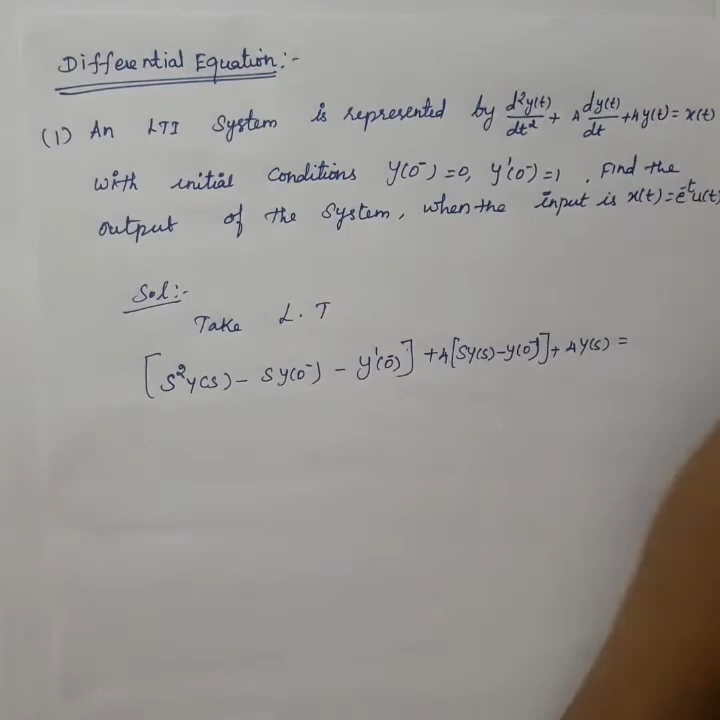 Differential Equation:-
(1) An LTI System is represented by d²y(t)/dt² + 4 dy(t)/dt + 4y(t) = x(t)
with initial Conditions y(0⁻) = 0, y'(0⁻) = 1 . Find the
output of the System, when the input is x(t) = e⁻ᵗu(t)
Sol:-
Take L.T
[S²Y(S) - Sy(0⁻) - y'(0⁻)] + 4[SY(S) - y(0⁻)] + 4Y(S) =